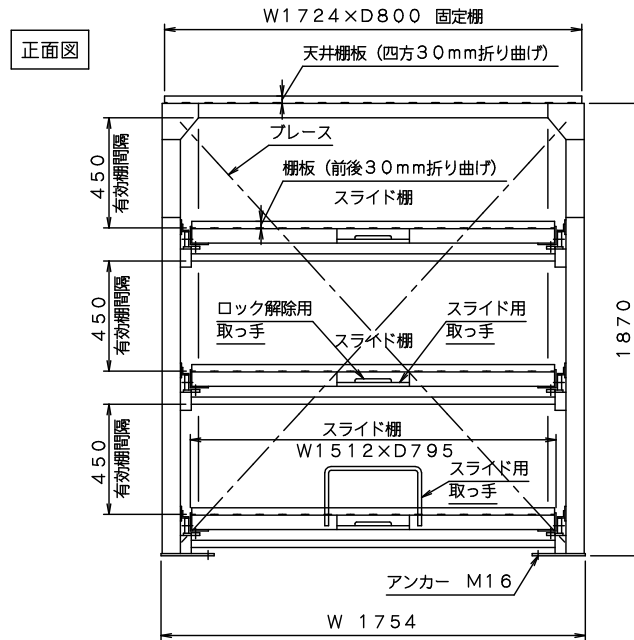 W1724×D800 固定棚
正面図
天井棚板（四方30mm折り曲げ）
ブレース
棚板（前後30mm折り曲げ）
スライド棚
450
有効棚間隔
ロック解除用
取っ手
スライド用
取っ手
スライド棚
450
有効棚間隔
1870
スライド棚
W1512×D795
スライド用
取っ手
450
有効棚間隔
アンカー M16
W 1754